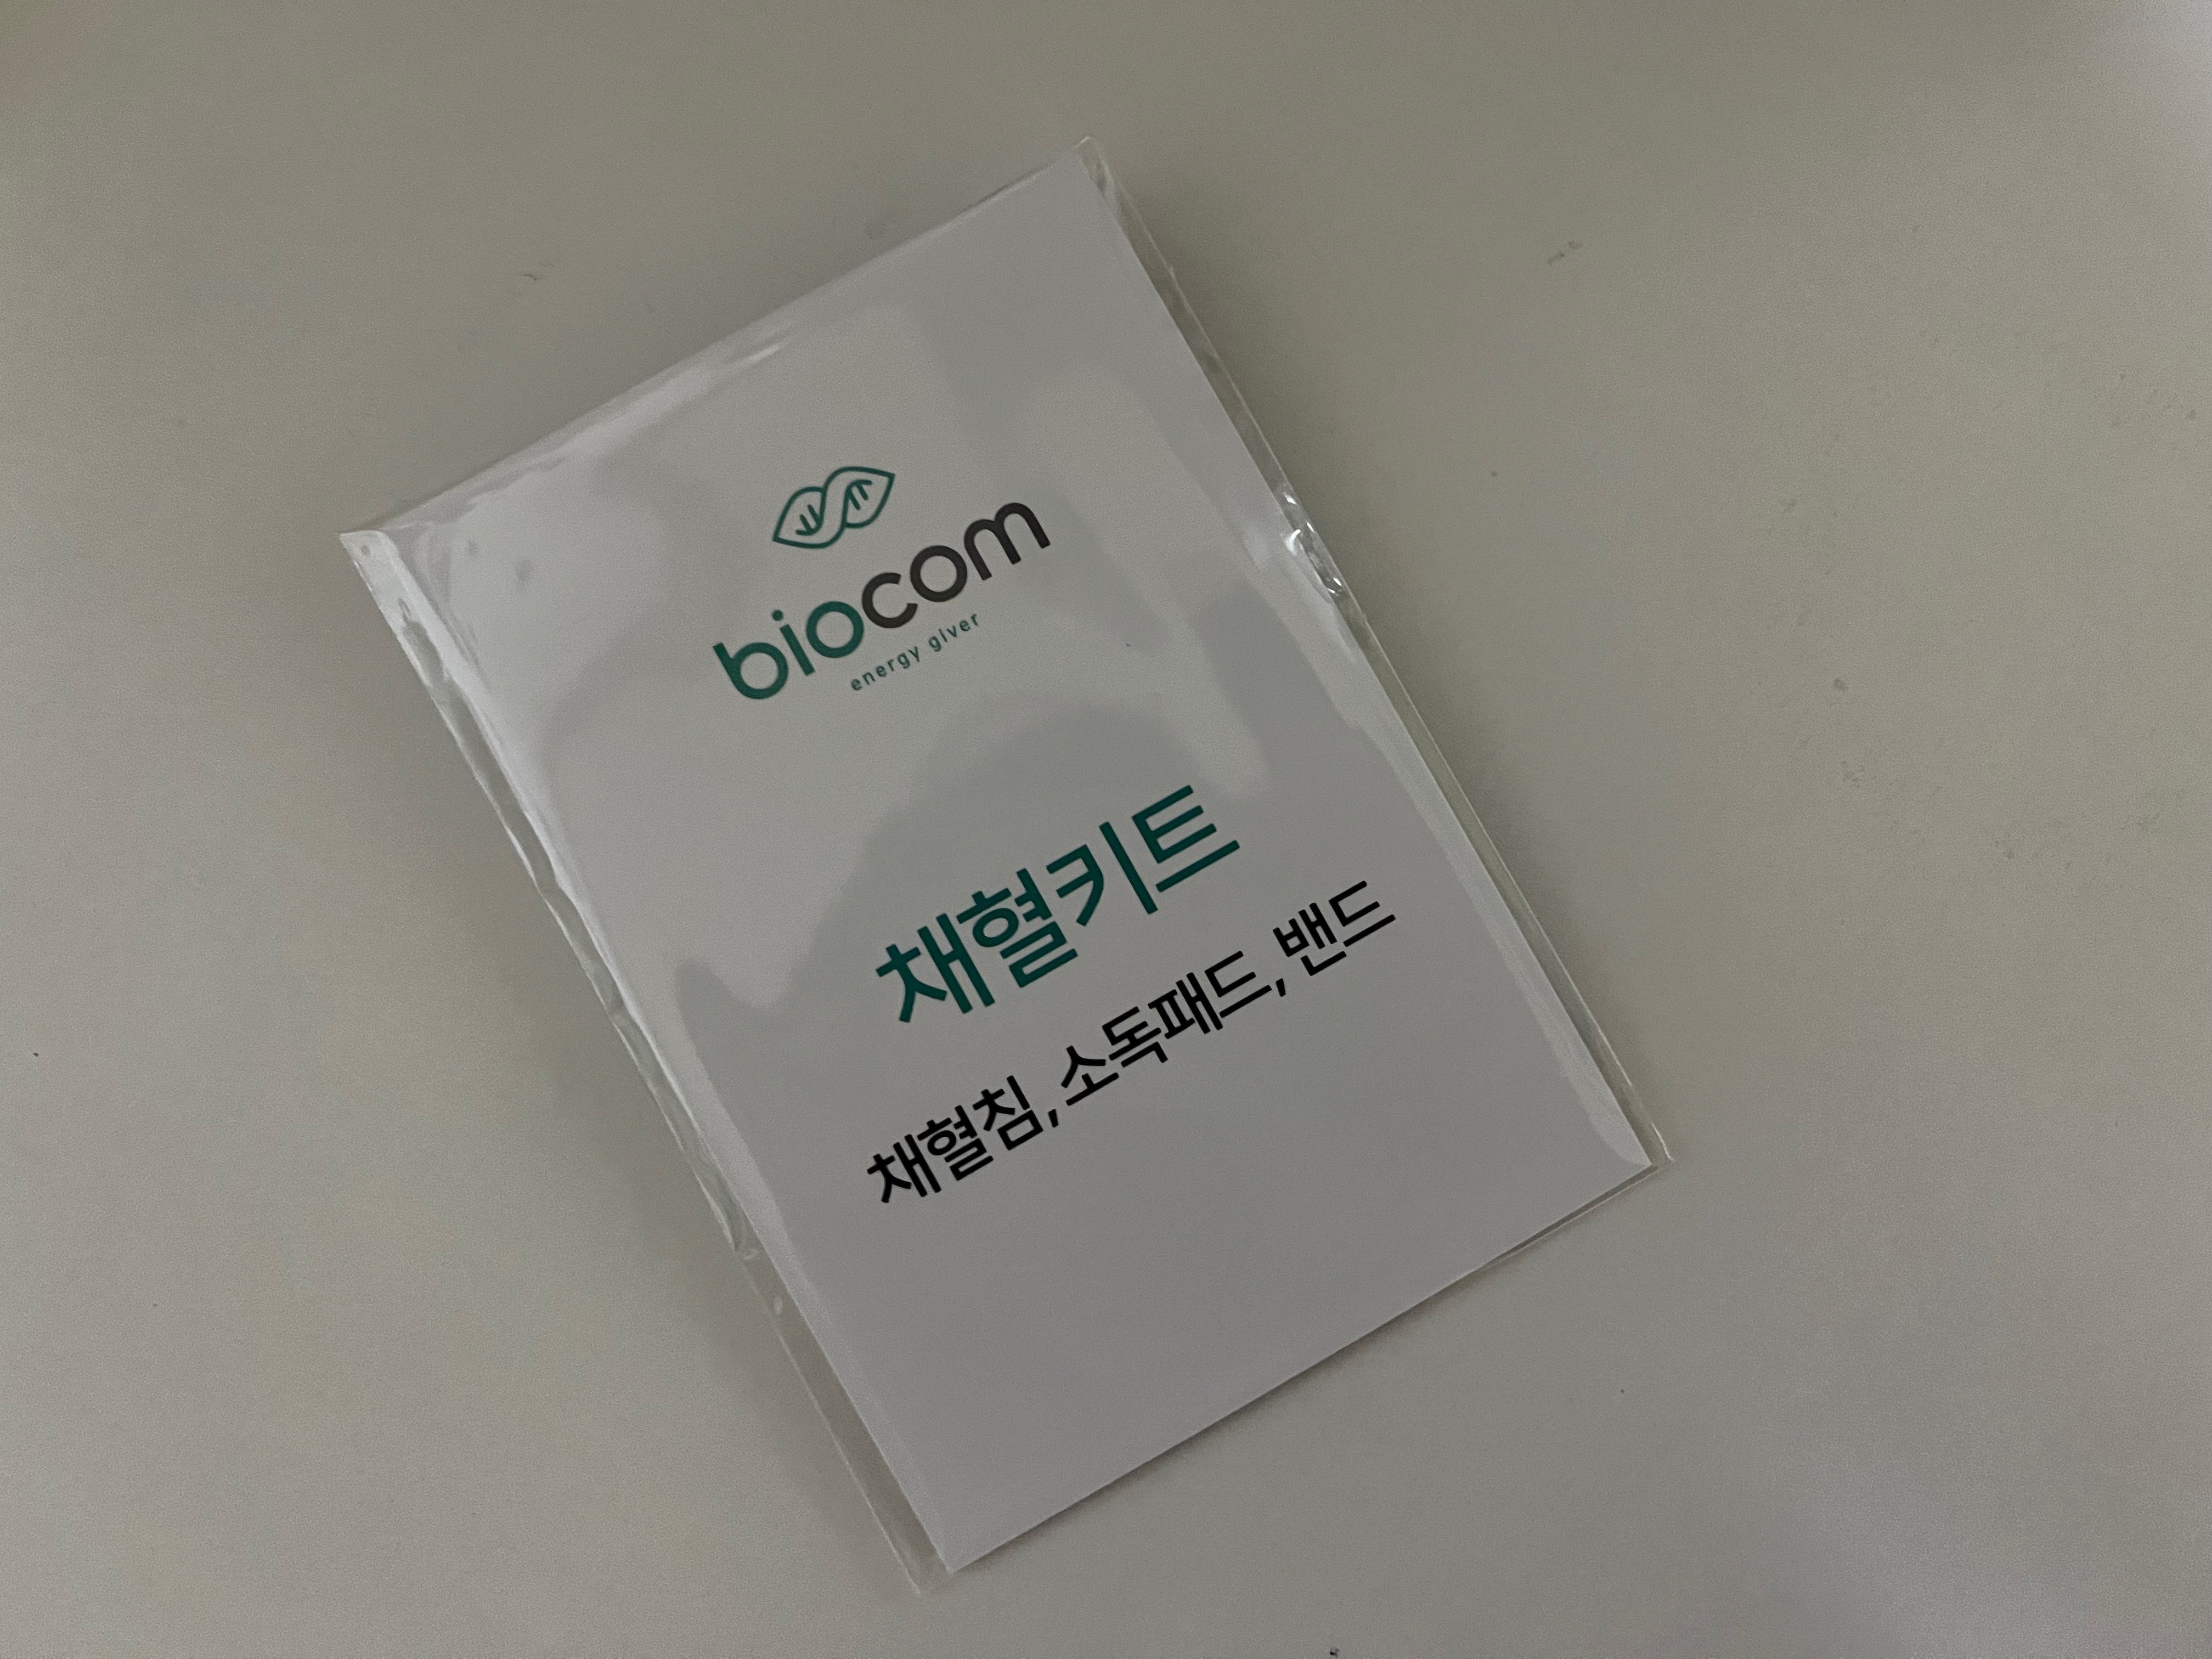 biocom
energy giver
채혈키트
채혈침, 소독패드, 밴드